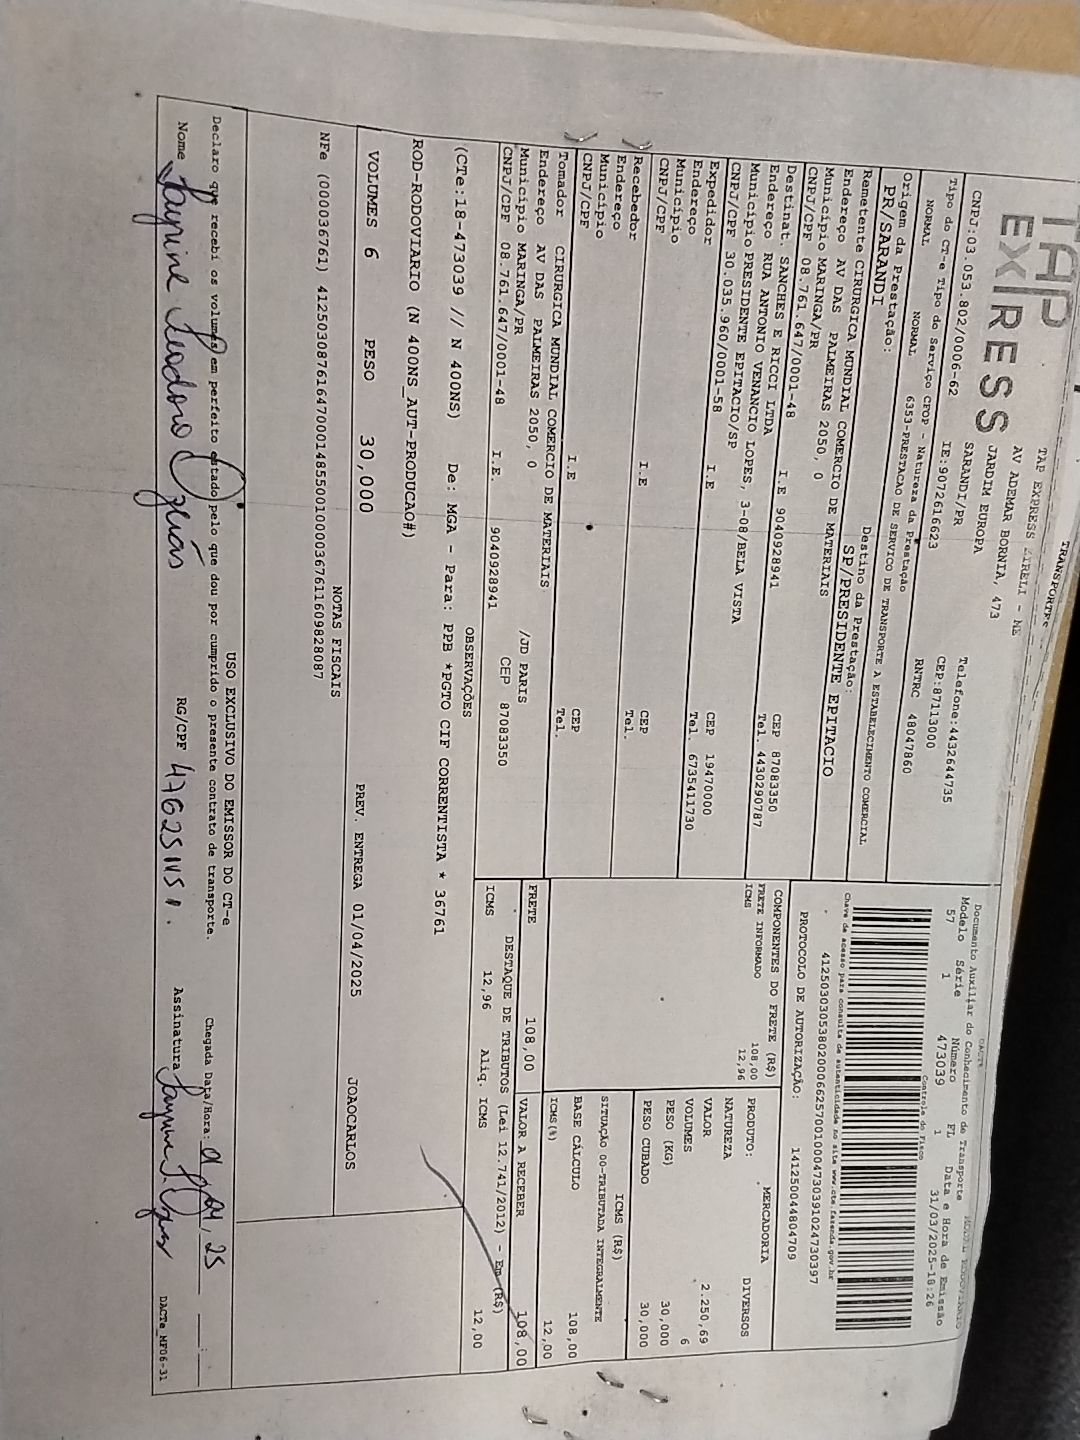 TRANSPORTE
TAP EXPRESS
TAP EXPRESS EIRELI - ME
AV ADEMAR BORNIA, 473
JARDIM EUROPA
SARANDI/PR
Telefone:4432644735
CEP:87113000
CNPJ:03.053.802/0006-62
IE:9072616623
RNTRC 48047860
Tipo do CT-e Tipo do Serviço CFOP - Natureza da Prestação
NORMAL NORMAL 6353-PRESTACAO DE SERVICO DE TRANSPORTE A ESTABELECIMENTO COMERCIAL
Origem da Prestação: Destino da Prestação:
PR/SARANDI SP/PRESIDENTE EPITACIO
Remetente CIRURGICA MUNDIAL COMERCIO DE MATERIAIS
Endereço AV DAS PALMEIRAS 2050, 0
Município MARINGA/PR CEP 87083350
CNPJ/CPF 08.761.647/0001-48 I.E 9040928941 Tel. 4430290787
Destinat. SANCHES E RICCI LTDA
Endereço RUA ANTONIO VENANCIO LOPES, 3-08/BELA VISTA
Município PRESIDENTE EPITACIO/SP CEP 19470000
CNPJ/CPF 30.035.960/0001-58 I.E Tel. 6735411730
Expedidor
Endereço
Município CEP
CNPJ/CPF I.E Tel.
Recebedor
Endereço
Município CEP
CNPJ/CPF I.E Tel.
Tomador CIRURGICA MUNDIAL COMERCIO DE MATERIAIS
Endereço AV DAS PALMEIRAS 2050, 0 /JD PARIS
Município MARINGA/PR CEP 87083350
CNPJ/CPF 08.761.647/0001-48 I.E. 9040928941
DACTE MODAL RODOVIARIO
Documento Auxiliar do Conhecimento de Transporte
Modelo Série Número FL Data e Hora de Emissão
57 1 473039 1 31/03/2025-18:26
Controle do Fisco
Chave de acesso para consulta de autenticidade no site www.cte.fazenda.gov.br
41250303053802000662570010004730391024730397
PROTOCOLO DE AUTORIZAÇÃO: 141250044804709
COMPONENTES DO FRETE (R$)
FRETE INFORMADO 108,00
ICMS 12,96
FRETE 108,00
MERCADORIA
PRODUTO: DIVERSOS
NATUREZA
VALOR 2.250,69
VOLUMES 6
PESO (KG) 30,000
PESO CUBADO 30,000
ICMS (R$)
SITUAÇÃO 00-TRIBUTADA INTEGRALMENTE
BASE CÁLCULO 108,00
ICMS(%) 12,00
VALOR A RECEBER 108,00
DESTAQUE DE TRIBUTOS (Lei 12.741/2012) - Em (R$)
ICMS 12,96 Aliq. ICMS 12,00
OBSERVAÇÕES
(CTe:18-473039 // N 400NS) De: MGA - Para: PPB *PGTO CIF CORRENTISTA * 36761
ROD-RODOVIARIO (N 400NS_AUT-PRODUCAO#)
VOLUMES 6 PESO 30,000 PREV. ENTREGA 01/04/2025 JOAOCARLOS
NOTAS FISCAIS
NFe (000036761) 41250308761647000148550010000367611609828087
USO EXCLUSIVO DO EMISSOR DO CT-e
Declaro que recebi os volumes em perfeito estado pelo que dou por cumprido o presente contrato de transporte. Chegada Data/Hora: 04/25
Nome RG/CPF Assinatura
DACTe_MF06-31